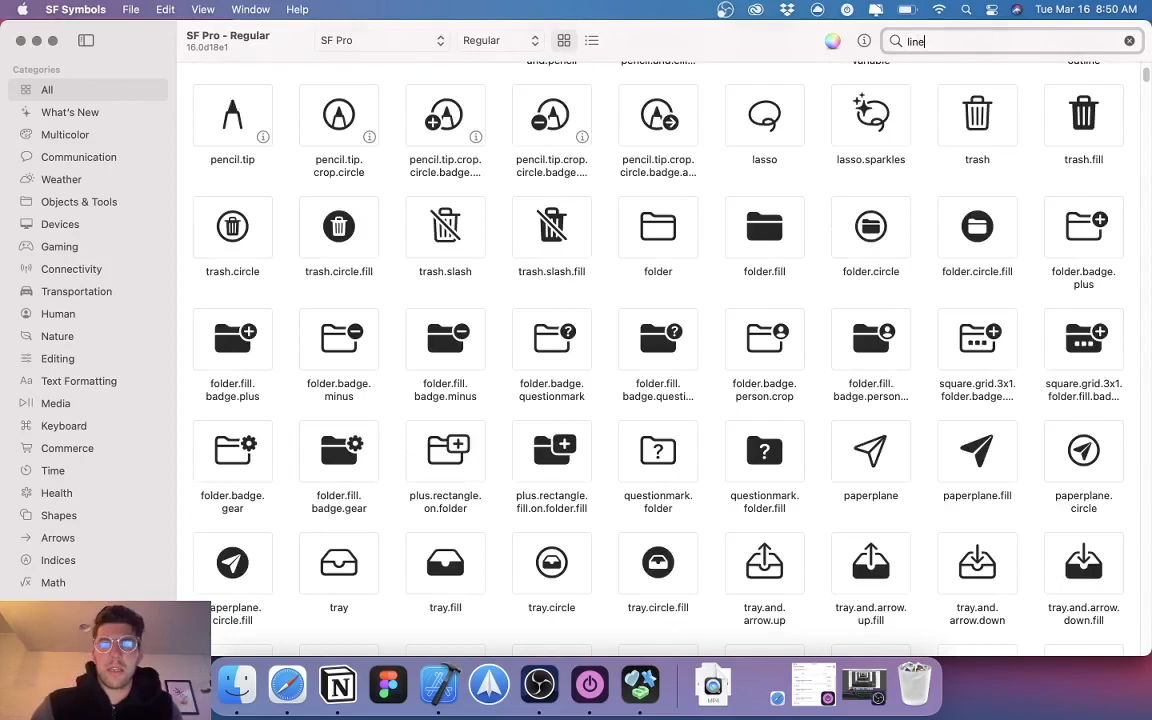 SF Symbols File Edit View Window Help Tue Mar 16 8:50 AM
SF Pro - Regular
16.0d18e1
SF Pro
Regular
line
Categories
All
What's New
Multicolor
Communication
Weather
Objects & Tools
Devices
Gaming
Connectivity
Transportation
Human
Nature
Editing
Text Formatting
Media
Keyboard
Commerce
Time
Health
Shapes
Arrows
Indices
Math
pencil.tip
pencil.tip.
crop.circle
pencil.tip.crop.
circle.badge....
pencil.tip.crop.
circle.badge....
pencil.tip.crop.
circle.badge.a...
lasso
lasso.sparkles
trash
trash.fill
trash.circle
trash.circle.fill
trash.slash
trash.slash.fill
folder
folder.fill
folder.circle
folder.circle.fill
folder.badge.
plus
folder.fill.
badge.plus
folder.badge.
minus
folder.fill.
badge.minus
folder.badge.
questionmark
folder.fill.
badge.questi...
folder.badge.
person.crop
folder.fill.
badge.person...
square.grid.3x1.
folder.badge....
square.grid.3x1.
folder.fill.bad...
folder.badge.
gear
folder.fill.
badge.gear
plus.rectangle.
on.folder
plus.rectangle.
fill.on.folder.fill
questionmark.
folder
questionmark.
folder.fill
paperplane
paperplane.fill
paperplane.
circle
aperplane.
circle.fill
tray
tray.fill
tray.circle
tray.circle.fill
tray.and.
arrow.up
tray.and.arrow.
up.fill
tray.and.
arrow.down
tray.and.arrow.
down.fill
MP4